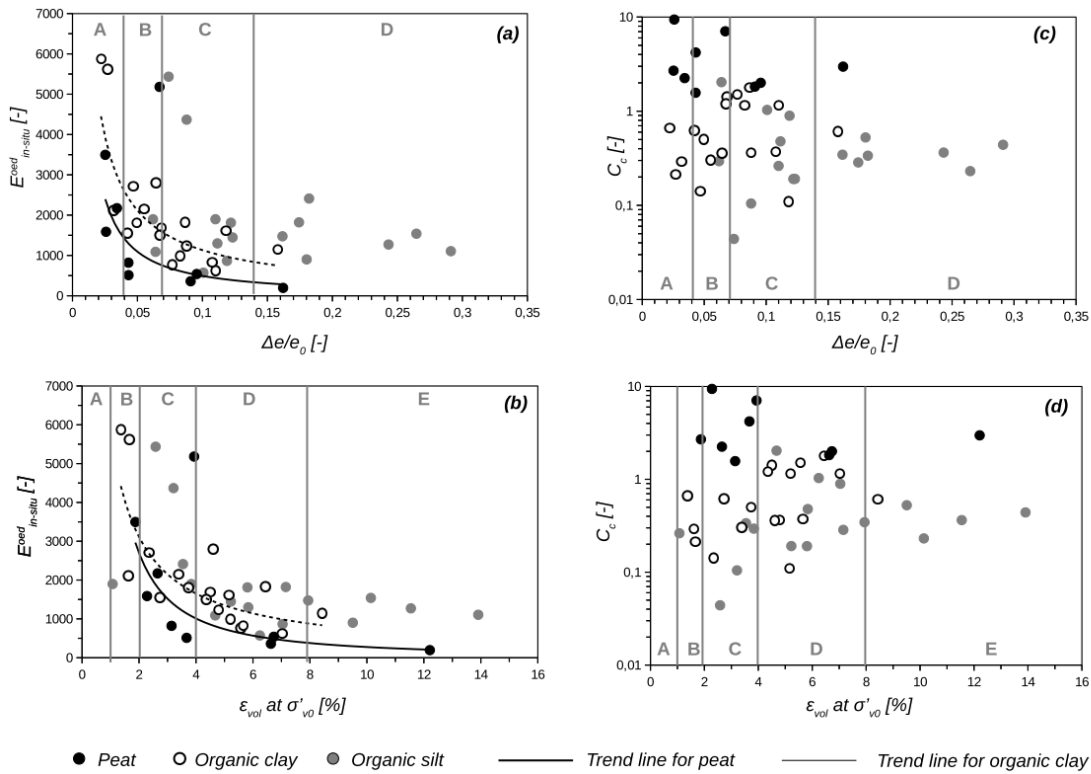 7000
6000
5000
4000
3000
2000
1000
0
E^oed_in-situ [-]
A B C D
(a)
0 0,05 0,1 0,15 0,2 0,25 0,3 0,35
Δe/e0 [-]
10
1
0,1
0,01
Cc [-]
(c)
A B C D
0 0,05 0,1 0,15 0,2 0,25 0,3 0,35
Δe/e0 [-]
7000
6000
5000
4000
3000
2000
1000
0
E^oed_in-situ [-]
A B C D E
(b)
0 2 4 6 8 10 12 14 16
εvol at σ'v0 [%]
10
1
0,1
0,01
Cc [-]
(d)
A B C D E
0 2 4 6 8 10 12 14 16
εvol at σ'v0 [%]
Peat Organic clay Organic silt Trend line for peat Trend line for organic clay